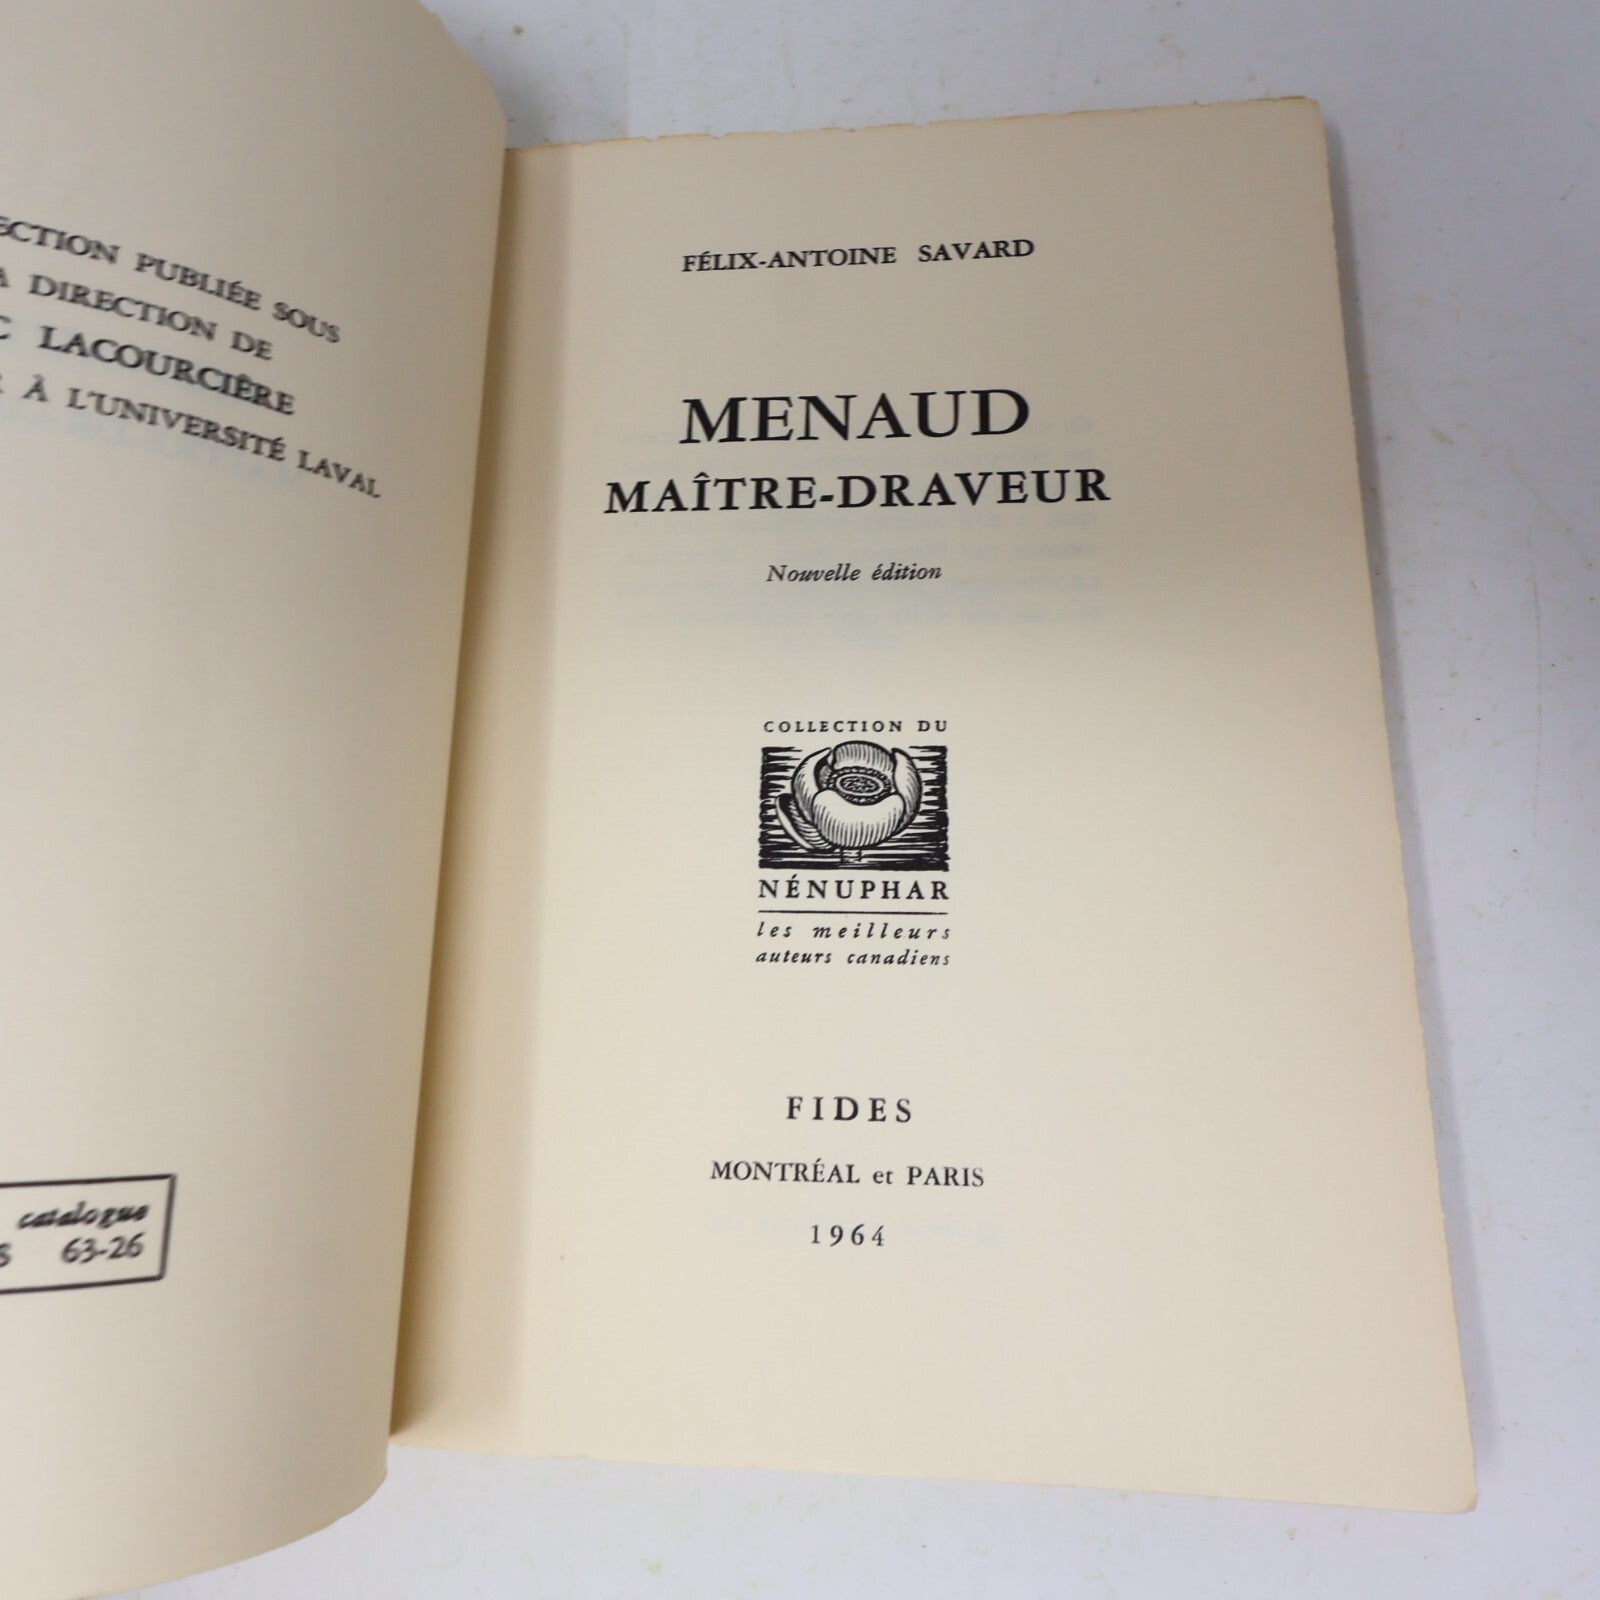 ECTION PUBLIÉE SOUS
A DIRECTION DE
C LACOURCIÈRE
R À L'UNIVERSITÉ LAVAL
catalogue
63-26
FÉLIX-ANTOINE SAVARD
MENAUD
MAÎTRE-DRAVEUR
Nouvelle édition
COLLECTION DU
NÉNUPHAR
les meilleurs
auteurs canadiens
FIDES
MONTRÉAL et PARIS
1964